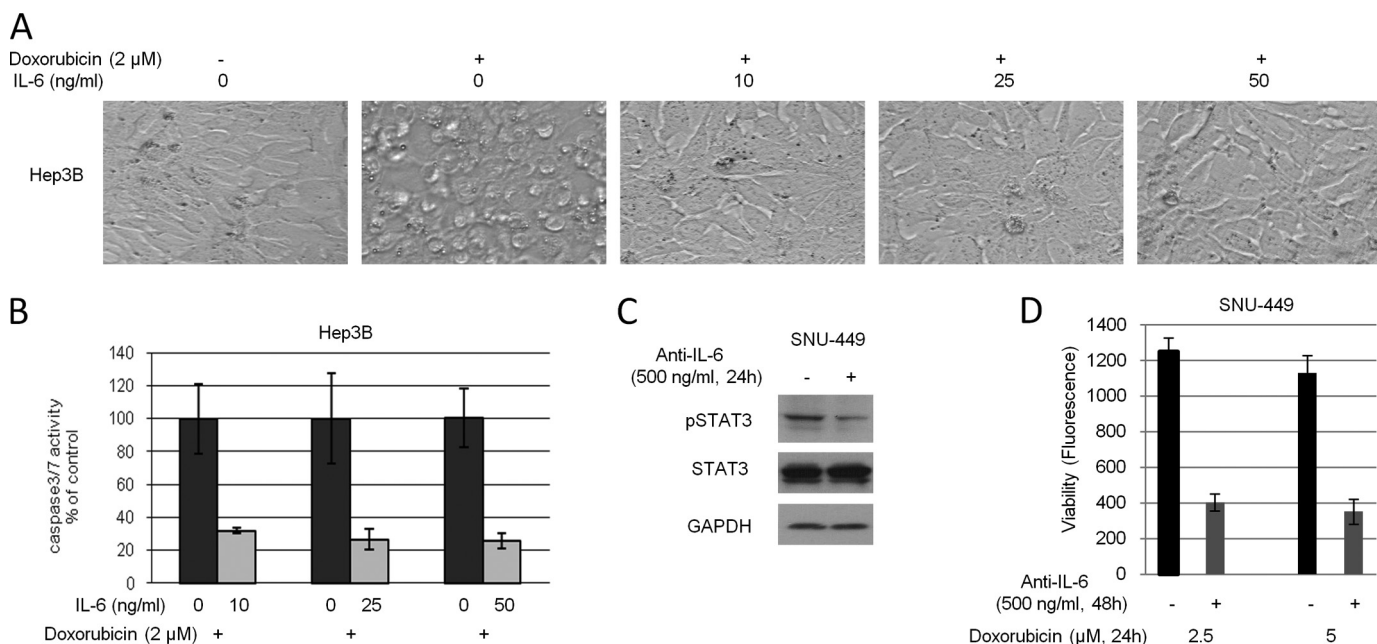 A
Doxorubicin (2 µM) - + + + +
IL-6 (ng/ml) 0 0 10 25 50
Hep3B
B
Hep3B
caspase3/7 activity
% of control
140
120
100
80
60
40
20
0
IL-6 (ng/ml) 0 10 0 25 0 50
Doxorubicin (2 µM) + + +
C
SNU-449
Anti-IL-6
(500 ng/ml, 24h) - +
pSTAT3
STAT3
GAPDH
D
SNU-449
Viability (Fluorescence)
1400
1200
1000
800
600
400
200
0
Anti-IL-6
(500 ng/ml, 48h) - + - +
Doxorubicin (µM, 24h) 2.5 5